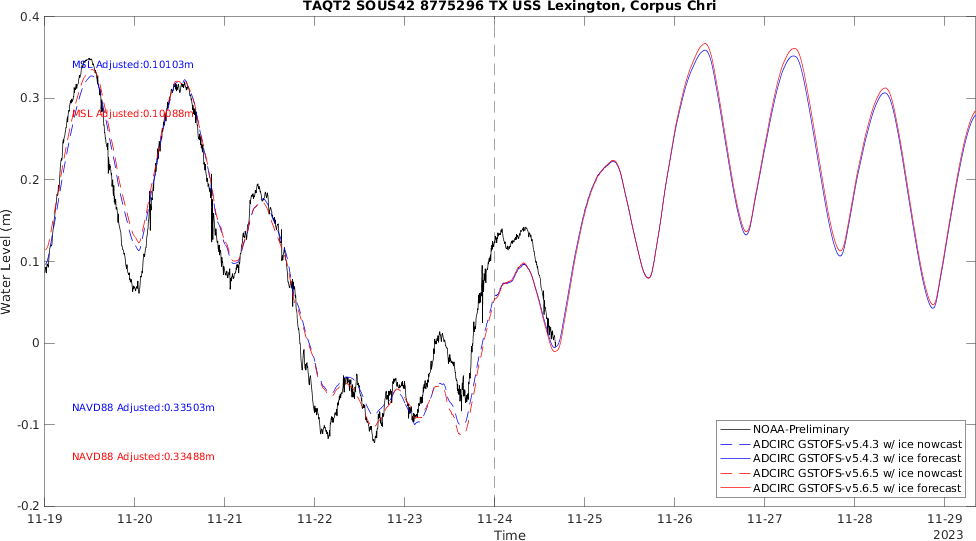 TAQT2 SOUS42 8775296 TX USS Lexington, Corpus Chri
0.4
0.3
0.2
0.1
0
-0.1
-0.2
Water Level (m)
MSL Adjusted:0.10103m
MSL Adjusted:0.10088m
NAVD88 Adjusted:0.33503m
NAVD88 Adjusted:0.33488m
NOAA-Preliminary
ADCIRC GSTOFS-v5.4.3 w/ ice nowcast
ADCIRC GSTOFS-v5.4.3 w/ ice forecast
ADCIRC GSTOFS-v5.6.5 w/ ice nowcast
ADCIRC GSTOFS-v5.6.5 w/ ice forecast
11-19 11-20 11-21 11-22 11-23 11-24 11-25 11-26 11-27 11-28 11-29
Time
2023